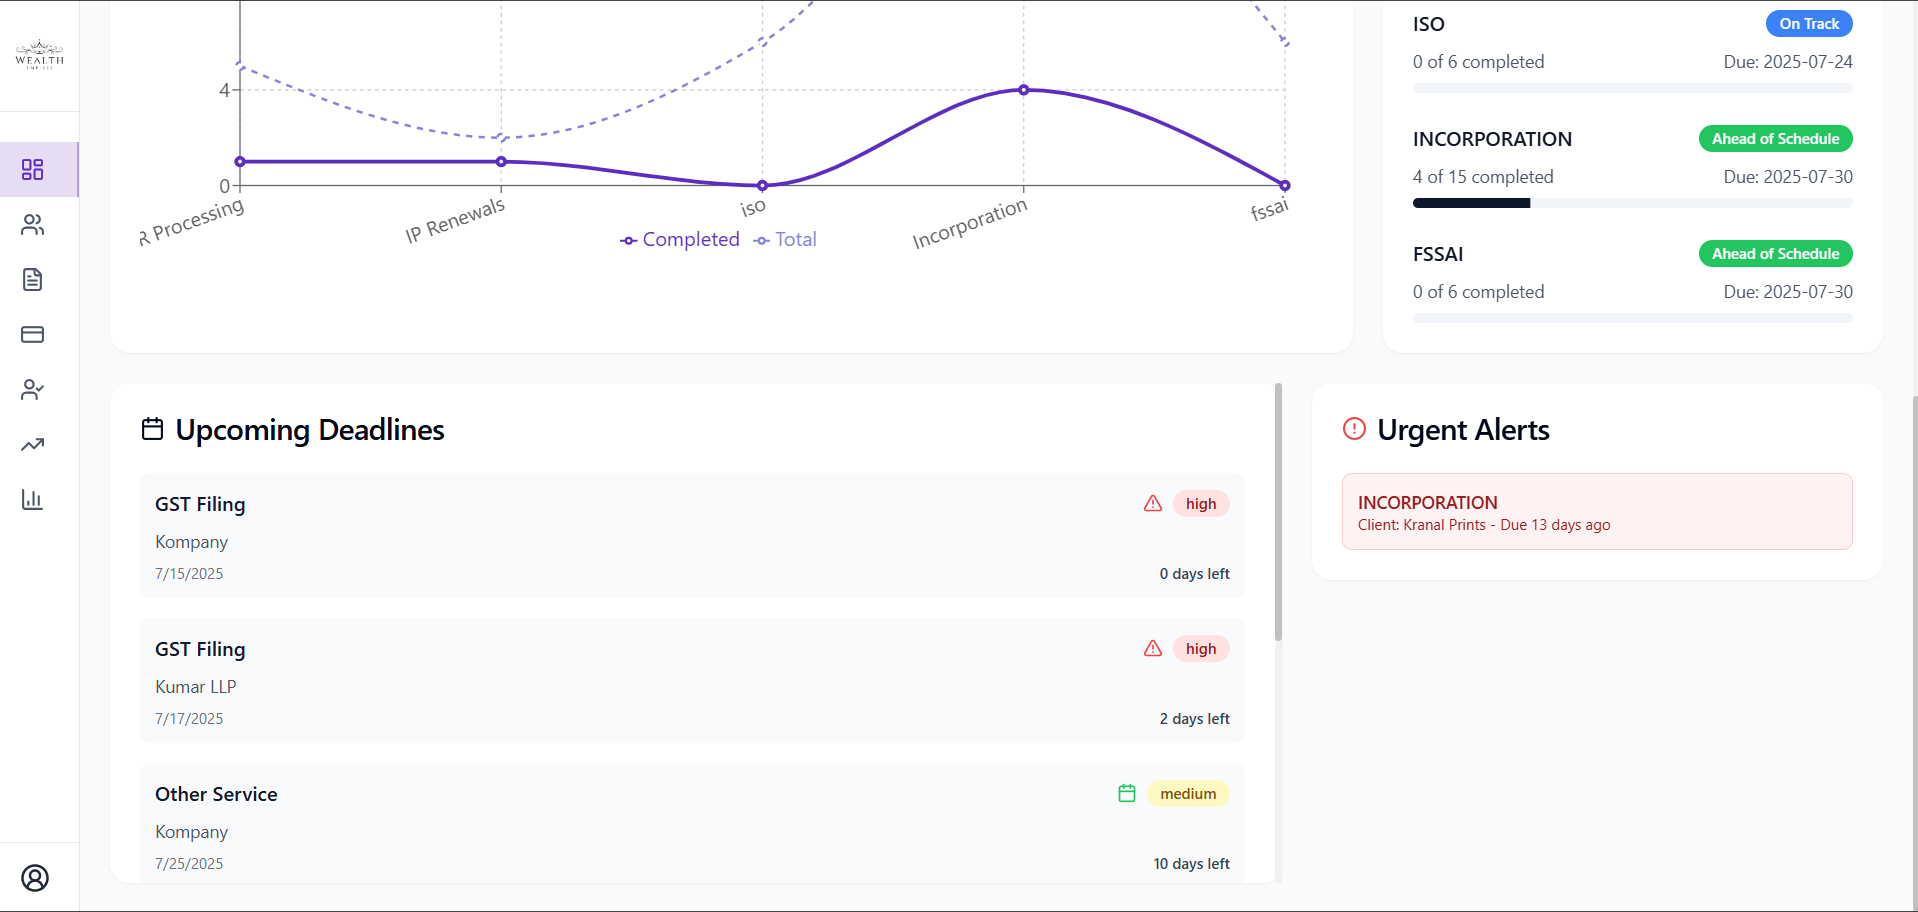 WEALTH
4
0
R Processing
IP Renewals
iso
Incorporation
fssai
Completed
Total
ISO
On Track
0 of 6 completed
Due: 2025-07-24
INCORPORATION
Ahead of Schedule
4 of 15 completed
Due: 2025-07-30
FSSAI
Ahead of Schedule
0 of 6 completed
Due: 2025-07-30
Upcoming Deadlines
GST Filing
high
Kompany
7/15/2025
0 days left
GST Filing
high
Kumar LLP
7/17/2025
2 days left
Other Service
medium
Kompany
7/25/2025
10 days left
Urgent Alerts
INCORPORATION
Client: Kranal Prints - Due 13 days ago